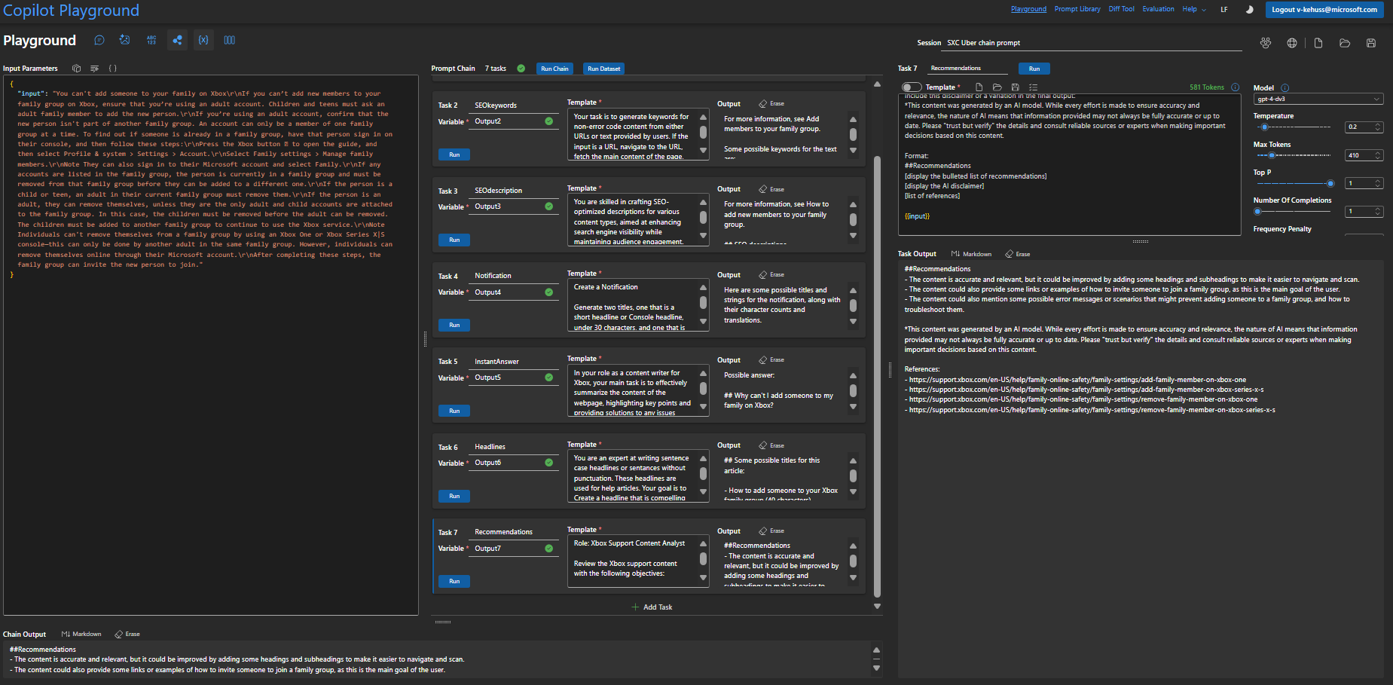 Copilot Playground
Playground Prompt Library Diff Tool Evaluation Help LF Logout v-kehuss@microsoft.com
Playground
Session SXC Uber chain prompt
Input Parameters
{
"input": "You can't add someone to your family on Xbox\r\nIf you can't add new members to your
family group on Xbox, ensure that you're using an adult account. Children and teens must ask an
adult family member to add the new person.\r\nIf you're using an adult account, confirm that the
new person isn't part of another family group. An account can only be a member of one family
group at a time. To find out if someone is already in a family group, have that person sign in on
their console, and then follow these steps:\r\nPress the Xbox button to open the guide, and
then select Profile & system > Settings > Account.\r\nSelect Family settings > Manage family
members.\r\nNote They can also sign in to their Microsoft account and select Family.\r\nIf any
accounts are listed in the family group, the person is currently in a family group and must be
removed from that family group before they can be added to a different one.\r\nIf the person is a
child or teen, an adult in their current family group must remove them.\r\nIf the person is an
adult, they can remove themselves, unless they are the only adult and child accounts are attached
to the family group. In this case, the children must be removed before the adult can be removed.
The children must be added to another family group to continue to use the Xbox service.\r\nNote
Individuals can't remove themselves from a family group by using an Xbox One or Xbox Series X|S
console—this can only be done by another adult in the same family group. However, individuals can
remove themselves online through their Microsoft account.\r\nAfter completing these steps, the
family group can invite the new person to join."
}
Prompt Chain 7 tasks Run Chain Run Dataset
Task 2 SEOkeywords
Variable * Output2
Run
Template *
Your task is to generate keywords for
non-error code content from either
URLs or text provided by users. If the
input is a URL, navigate to the URL,
fetch the main content of the page,
Output Erase
For more information, see Add
members to your family group.
Some possible keywords for the text
Task 3 SEOdescription
Variable * Output3
Run
Template *
You are skilled in crafting SEO-
optimized descriptions for various
content types, aimed at enhancing
search engine visibility while
maintaining audience engagement.
Output Erase
For more information, see How to
add new members to your family
group.
## SEO descriptions
Task 4 Notification
Variable * Output4
Run
Template *
Create a Notification
Generate two titles, one that is a
short headline or Console headline,
under 30 characters, and one that is
Output Erase
Here are some possible titles and
strings for the notification, along with
their character counts and
translations.
Task 5 InstantAnswer
Variable * Output5
Run
Template *
In your role as a content writer for
Xbox, your main task is to effectively
summarize the content of the
webpage, highlighting key points and
providing solutions to any issues
Output Erase
Possible answer:
## Why can't I add someone to my
family on Xbox?
Task 6 Headlines
Variable * Output6
Run
Template *
You are an expert at writing sentence
case headlines or sentances without
punctuation. These headlines are
used for help articles. Your goal is to
Create a headline that is compelling
Output Erase
## Some possible titles for this
article:
- How to add someone to your Xbox
family group (40 characters)
Task 7 Recommendations
Variable * Output7
Run
Template *
Role: Xbox Support Content Analyst
Review the Xbox support content
with the following objectives:
Output Erase
##Recommendations
- The content is accurate and
relevant, but it could be improved by
adding some headings and
subheadings to make it easier to
Add Task
Chain Output Markdown Erase
##Recommendations
- The content is accurate and relevant, but it could be improved by adding some headings and subheadings to make it easier to navigate and scan.
- The content could also provide some links or examples of how to invite someone to join a family group, as this is the main goal of the user.
Task 7 Recommendations Run
Template * 581 Tokens
include this disclaimer or a variation in the final output:
*This content was generated by an AI model. While every effort is made to ensure accuracy and
relevance, the nature of AI means that information provided may not always be fully accurate or up to
date. Please "trust but verify" the details and consult reliable sources or experts when making important
decisions based on this content.
Format:
##Recommendations
[display the bulleted list of recommendations]
[display the AI disclaimer]
[list of references]
{{input}}
Model
gpt-4-dv3
Temperature
0.2
Max Tokens
410
Top P
1
Number Of Completions
1
Frequency Penalty
Task Output Markdown Erase
##Recommendations
- The content is accurate and relevant, but it could be improved by adding some headings and subheadings to make it easier to navigate and scan.
- The content could also provide some links or examples of how to invite someone to join a family group, as this is the main goal of the user.
- The content could also mention some possible error messages or scenarios that might prevent adding someone to a family group, and how to
troubleshoot them.
*This content was generated by an AI model. While every effort is made to ensure accuracy and relevance, the nature of AI means that information
provided may not always be fully accurate or up to date. Please "trust but verify" the details and consult reliable sources or experts when making
important decisions based on this content.
References:
- https://support.xbox.com/en-US/help/family-online-safety/family-settings/add-family-member-on-xbox-one
- https://support.xbox.com/en-US/help/family-online-safety/family-settings/add-family-member-on-xbox-series-x-s
- https://support.xbox.com/en-US/help/family-online-safety/family-settings/remove-family-member-on-xbox-one
- https://support.xbox.com/en-US/help/family-online-safety/family-settings/remove-family-member-on-xbox-series-x-s